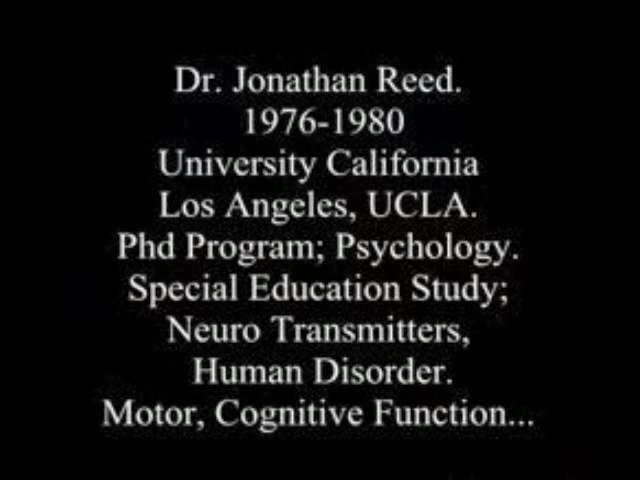 Dr. Jonathan Reed.
1976-1980
University California
Los Angeles, UCLA.
Phd Program; Psychology.
Special Education Study;
Neuro Transmitters,
Human Disorder.
Motor, Cognitive Function...